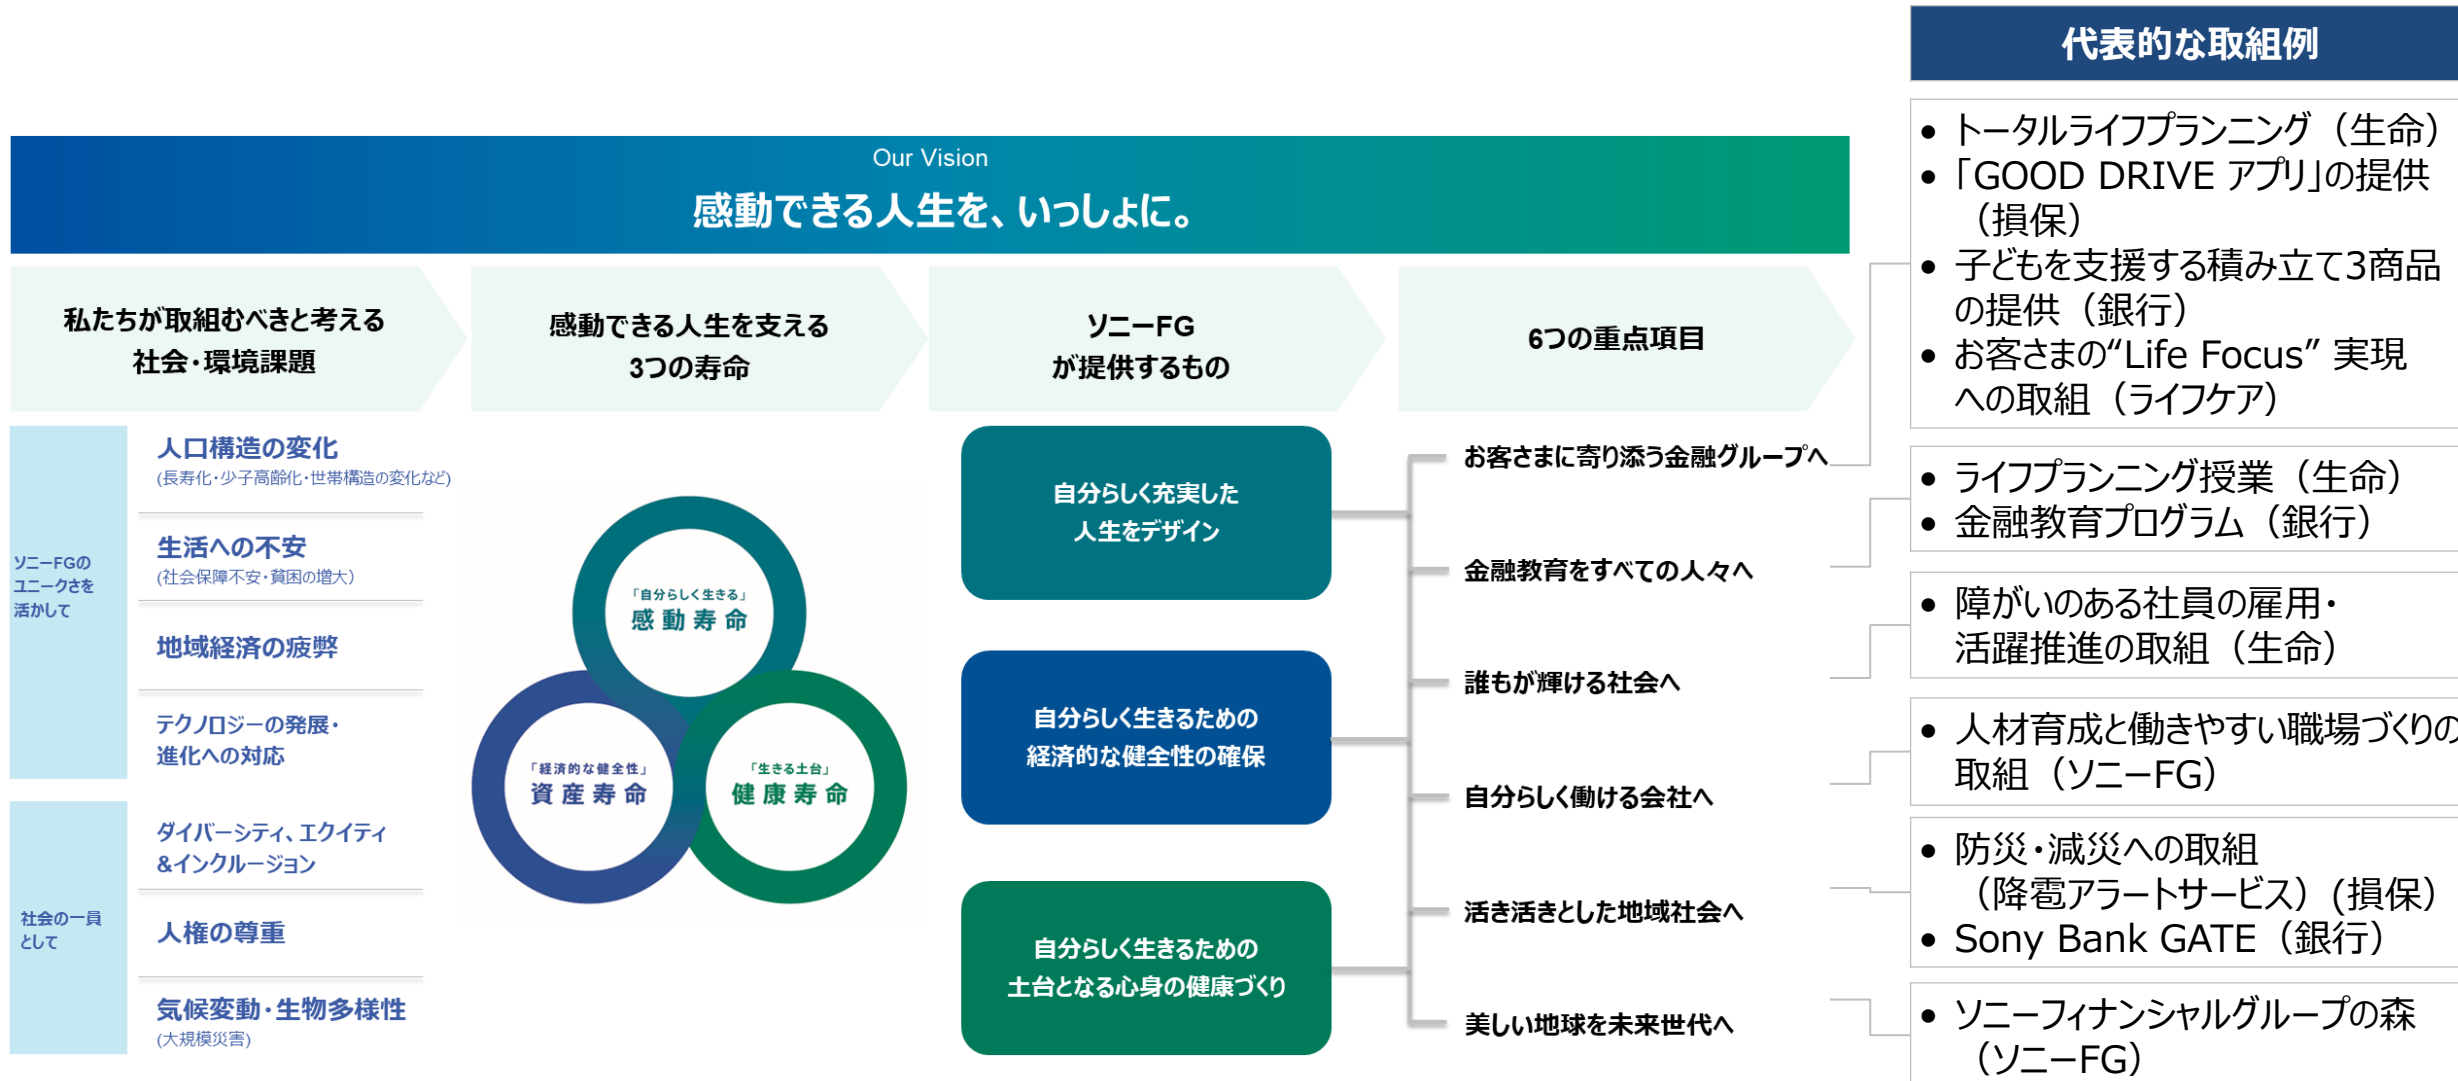 代表的な取組例
Our Vision
感動できる人生を、いっしょに。
私たちが取組むべきと考える
社会・環境課題
感動できる人生を支える
3つの寿命
ソニーFG
が提供するもの
6つの重点項目
ソニーFGの
ユニークさを
活かして
人口構造の変化
(長寿化・少子高齢化・世帯構造の変化など)
生活への不安
(社会保障不安・貧困の増大)
地域経済の疲弊
テクノロジーの発展・
進化への対応
社会の一員
として
ダイバーシティ、エクイティ
&インクルージョン
人権の尊重
気候変動・生物多様性
(大規模災害)
「自分らしく生きる」
感動寿命
「経済的な健全性」
資産寿命
「生きる土台」
健康寿命
自分らしく充実した
人生をデザイン
自分らしく生きるための
経済的な健全性の確保
自分らしく生きるための
土台となる心身の健康づくり
お客さまに寄り添う金融グループへ
金融教育をすべての人々へ
誰もが輝ける社会へ
自分らしく働ける会社へ
活き活きとした地域社会へ
美しい地球を未来世代へ
• トータルライフプランニング（生命）
• 「GOOD DRIVE アプリ」の提供
（損保）
• 子どもを支援する積み立て3商品
の提供（銀行）
• お客さまの“Life Focus” 実現
への取組（ライフケア）
• ライフプランニング授業（生命）
• 金融教育プログラム（銀行）
• 障がいのある社員の雇用・
活躍推進の取組（生命）
• 人材育成と働きやすい職場づくりの
取組（ソニーFG）
• 防災・減災への取組
（降雹アラートサービス）(損保）
• Sony Bank GATE（銀行）
• ソニーフィナンシャルグループの森
（ソニーFG）